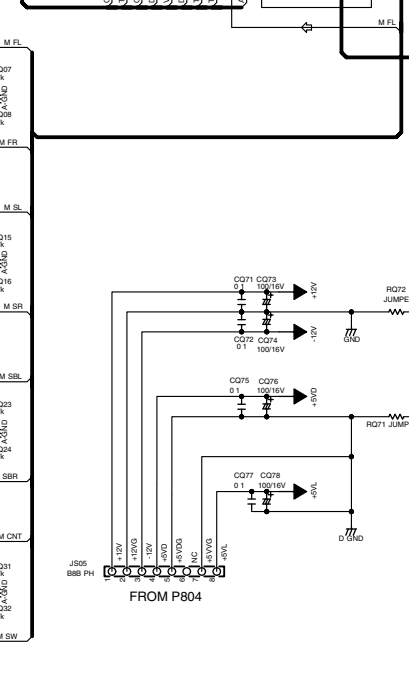 M FL
M FL
Q07
k
A-GND
Q08
k
M FR
M SL
Q15
k
A-GND
Q16
k
M SR
M SBL
Q23
k
A-GND
Q24
k
SBR
M CNT
Q31
k
A-GND
Q32
k
M SW
CQ71 CQ73
0 1 100/16V
+12V
CQ72 CQ74
0 1 100/16V
-12V
RQ72
JUMPE
GND
CQ75 CQ76
0 1 100/16V
+5VD
RQ71 JUMP
CQ77 CQ78
0 1 100/16V
+5VL
D GND
+12V
+12VG
-12V
+5VD
+5VDG
NC
+5VVG
+5VL
JS05
B8B PH
1 2 3 4 5 6 7 8
FROM P804